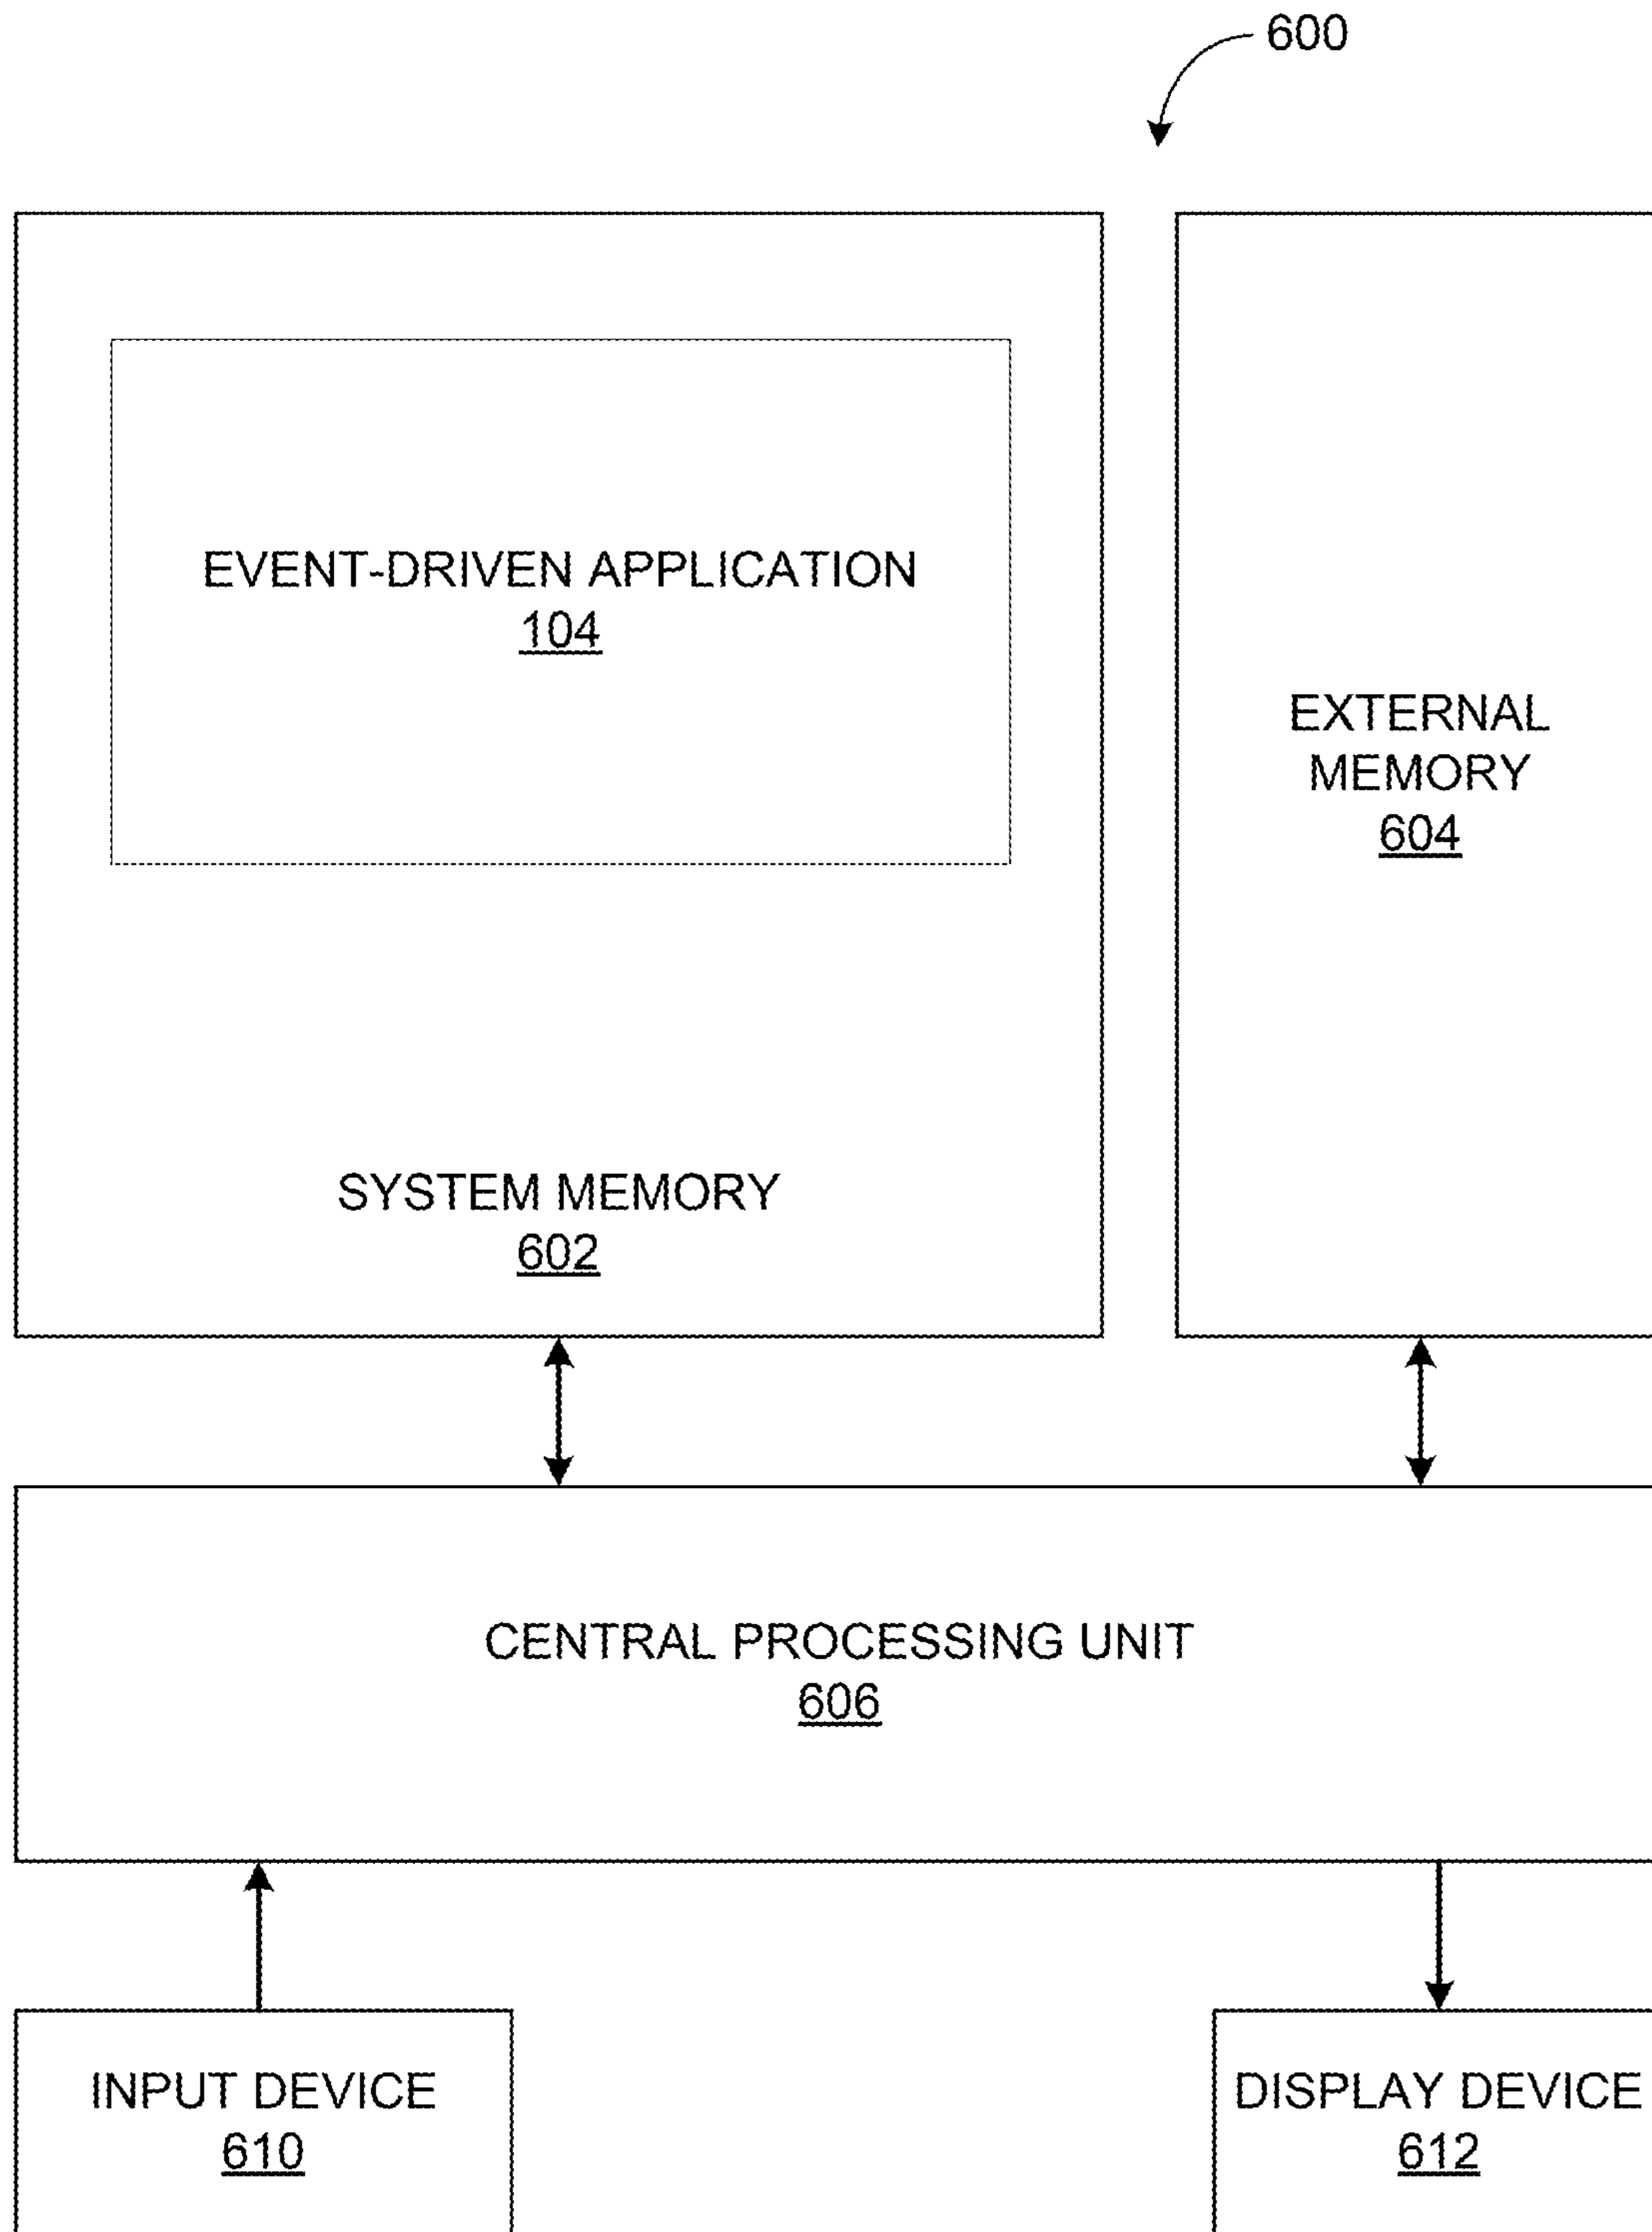 600
EVENT-DRIVEN APPLICATION
104
EXTERNAL
MEMORY
604
SYSTEM MEMORY
602
CENTRAL PROCESSING UNIT
606
INPUT DEVICE
610
DISPLAY DEVICE
612